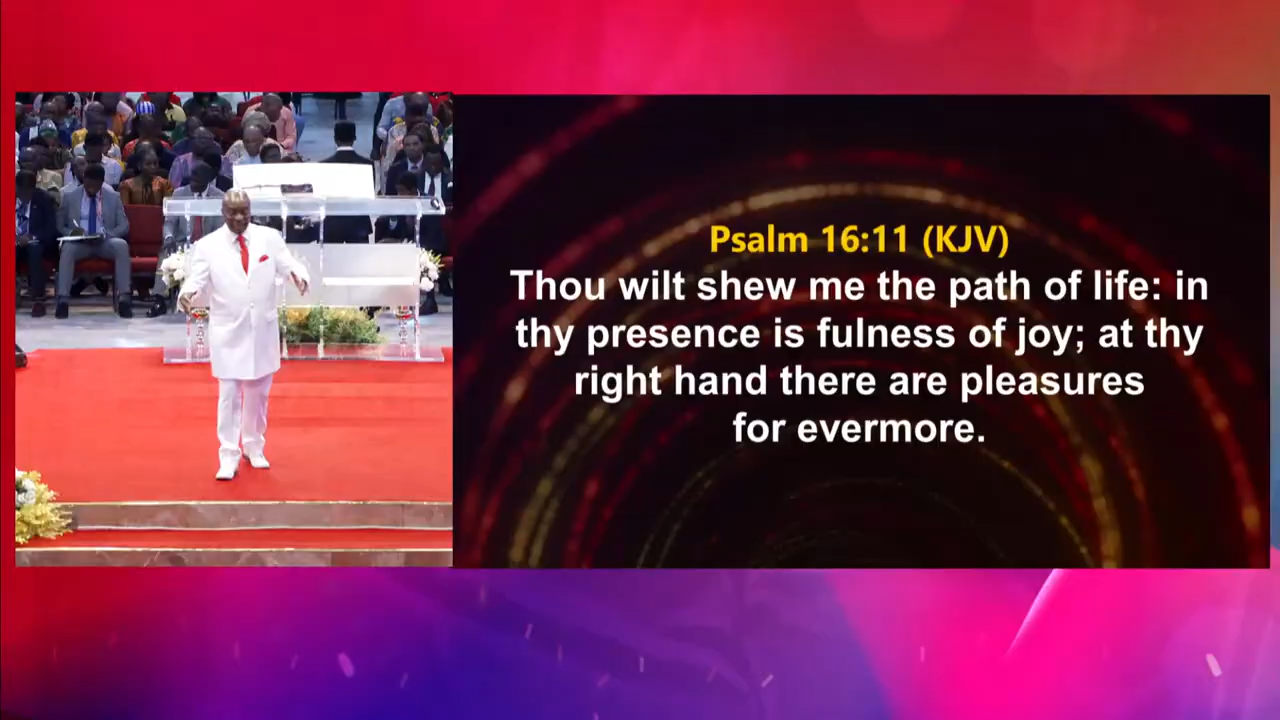 Psalm 16:11 (KJV)
Thou wilt shew me the path of life: in
thy presence is fulness of joy; at thy
right hand there are pleasures
for evermore.